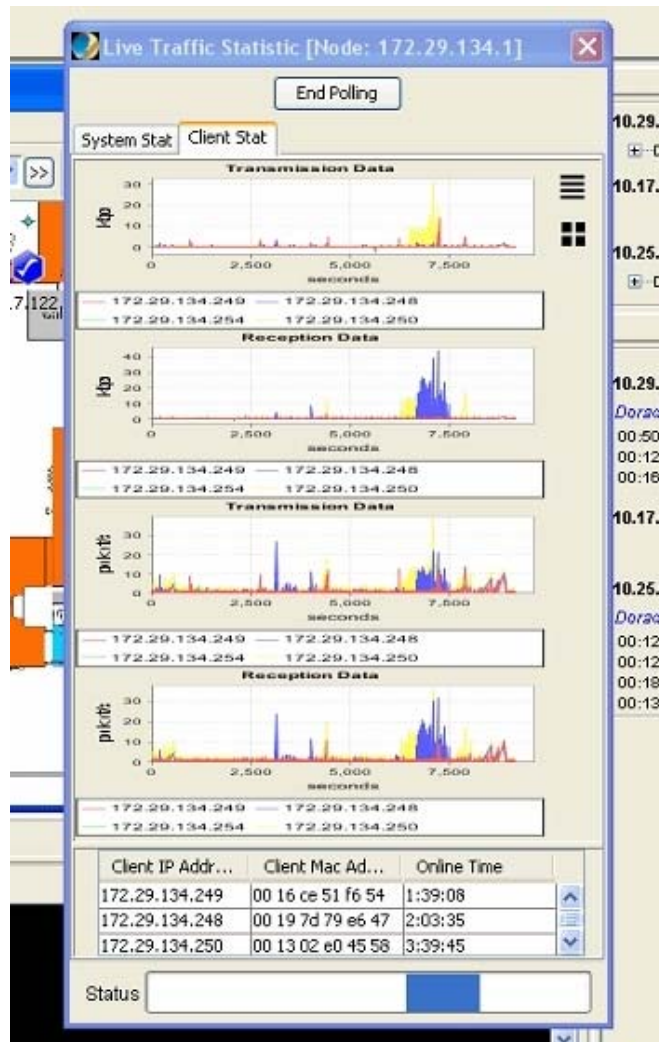 Live Traffic Statistic [Node: 172.29.134.1]
End Polling
System Stat Client Stat
Transmission Data
30
20
10
0
0 2,500 5,000 7,500
seconds
172.29.134.249 172.29.134.248
172.29.134.254 172.29.134.250
Reception Data
40
30
20
10
0
0 2,500 5,000 7,500
seconds
172.29.134.249 172.29.134.248
172.29.134.254 172.29.134.250
Transmission Data
30
20
10
0
0 2,500 5,000 7,500
seconds
172.29.134.249 172.29.134.248
172.29.134.254 172.29.134.250
Reception Data
30
20
10
0
0 2,500 5,000 7,500
seconds
172.29.134.249 172.29.134.248
172.29.134.254 172.29.134.250
Client IP Addr... Client Mac Ad... Online Time
172.29.134.249 00 16 ce 51 f6 54 1:39:08
172.29.134.248 00 19 7d 79 e6 47 2:03:35
172.29.134.250 00 13 02 e0 45 58 3:39:45
Status
>>
7.122
10.29.
10.17.
10.25.
10.29.
Dorad
00:50
00:12
00:16
10.17.
10.25.
Dorad
00:12
00:12
00:18
00:13